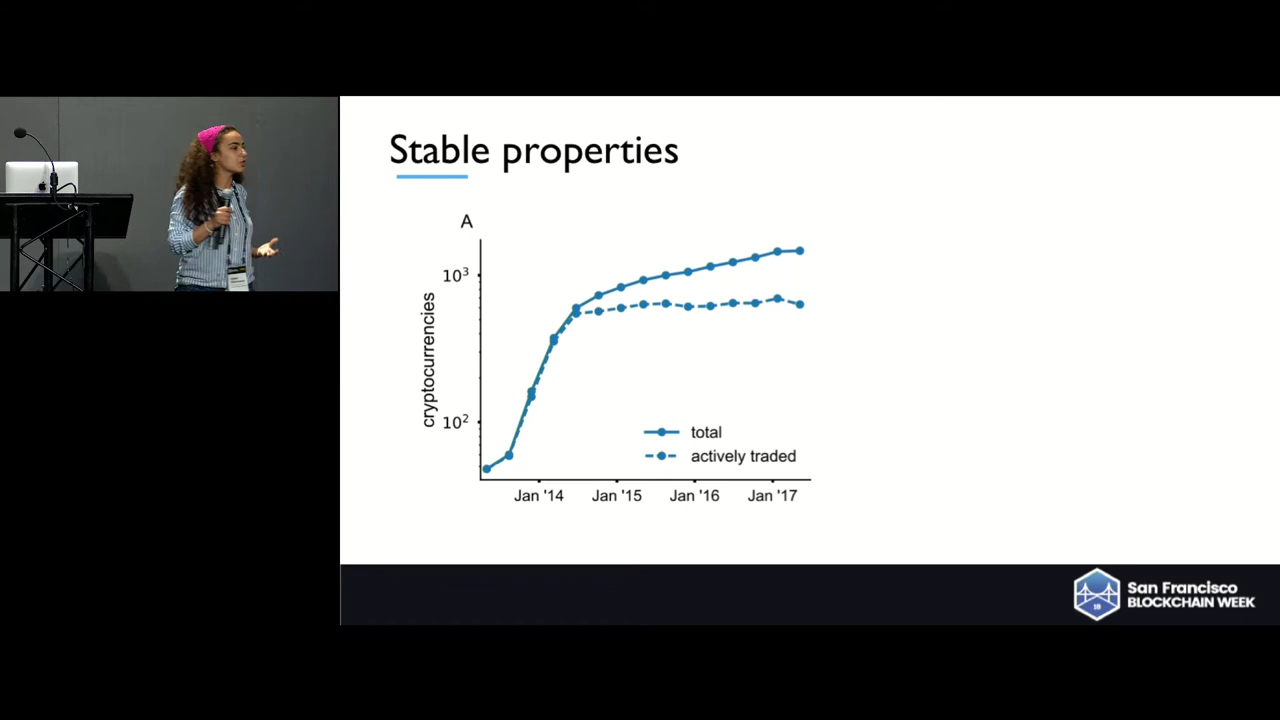 Stable properties
A
10³
cryptocurrencies
10²
total
actively traded
Jan '14 Jan '15 Jan '16 Jan '17
18
San Francisco
BLOCKCHAIN WEEK